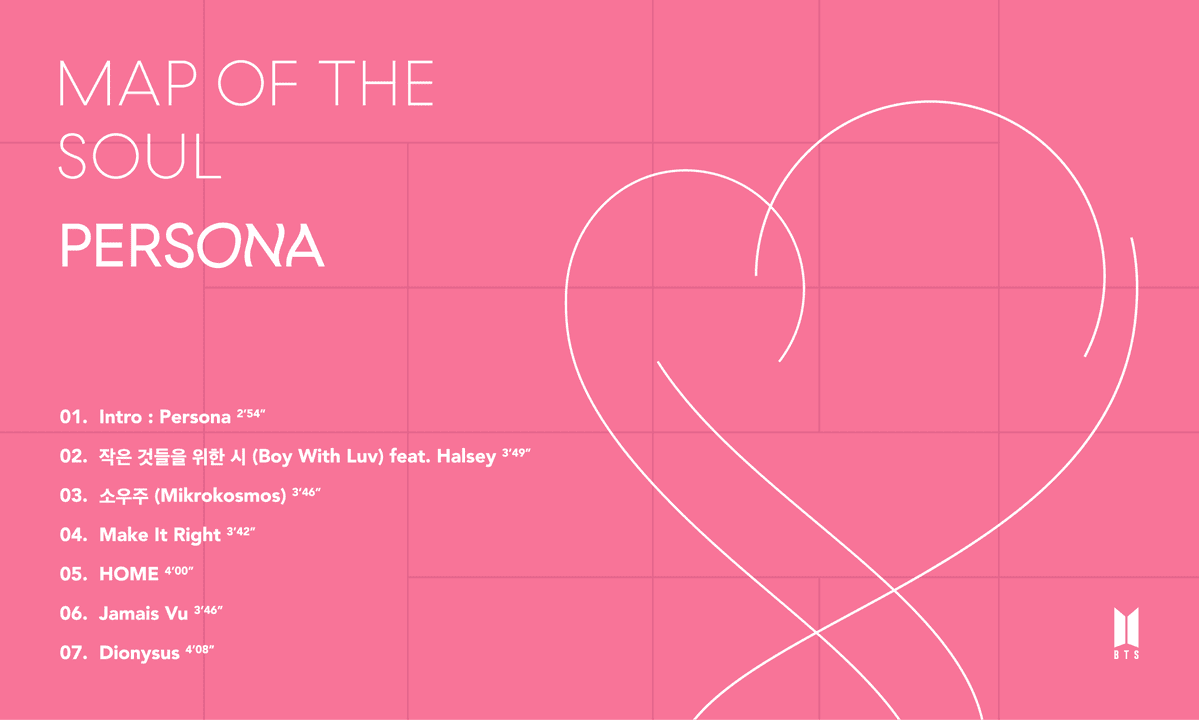 MAP OF THE
SOUL
PERSONA
01. Intro : Persona 2’54”
02. 작은 것들을 위한 시 (Boy With Luv) feat. Halsey 3’49”
03. 소우주 (Mikrokosmos) 3’46”
04. Make It Right 3’42”
05. HOME 4’00”
06. Jamais Vu 3’46”
07. Dionysus 4’08”
BTS